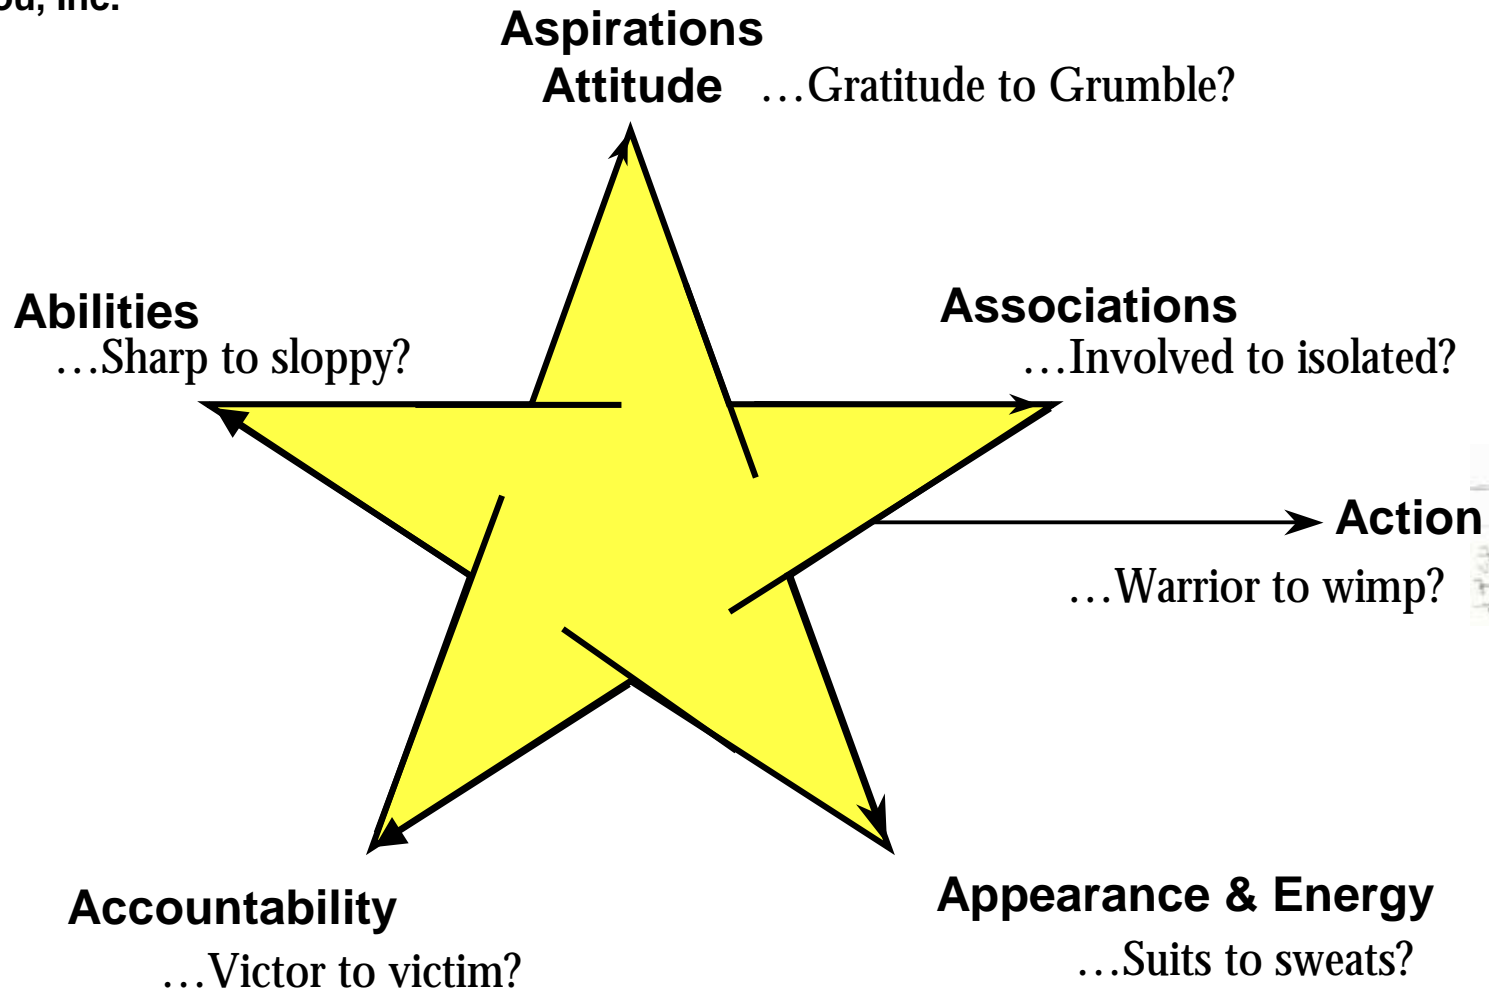 Inc.
Aspirations
Attitude …Gratitude to Grumble?
Abilities
…Sharp to sloppy?
Associations
…Involved to isolated?
Action
…Warrior to wimp?
Accountability
…Victor to victim?
Appearance & Energy
…Suits to sweats?